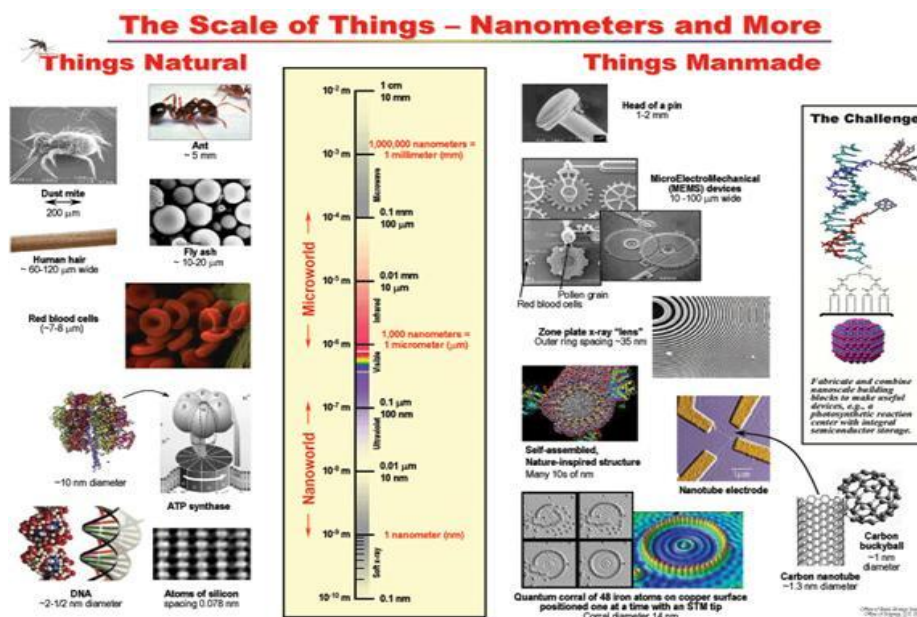 The Scale of Things – Nanometers and More
Things Natural
Things Manmade
Ant
~ 5 mm
Dust mite
200 µm
Human hair
~ 60-120 µm wide
Fly ash
~ 10-20 µm
Red blood cells
(~7-8 µm)
~10 nm diameter
ATP synthase
DNA
~2-1/2 nm diameter
Atoms of silicon
spacing 0.078 nm
10⁻² m
1 cm
10 mm
1,000,000 nanometers =
1 millimeter (mm)
10⁻³ m
Microwave
10⁻⁴ m
0.1 mm
100 µm
Microworld
10⁻⁵ m
0.01 mm
10 µm
Infrared
1,000 nanometers =
1 micrometer (µm)
10⁻⁶ m
Visible
10⁻⁷ m
0.1 µm
100 nm
Ultraviolet
Nanoworld
10⁻⁸ m
0.01 µm
10 nm
10⁻⁹ m
1 nanometer (nm)
Soft x-ray
10⁻¹⁰ m
0.1 nm
Head of a pin
1-2 mm
MicroElectroMechanical
(MEMS) devices
10 -100 µm wide
Pollen grain
Red blood cells
Zone plate x-ray "lens"
Outer ring spacing ~35 nm
Self-assembled,
Nature-inspired structure
Many 10s of nm
Nanotube electrode
Quantum corral of 48 iron atoms on copper surface
positioned one at a time with an STM tip
Corral diameter 14 nm
Carbon nanotube
~1.3 nm diameter
Carbon
buckyball
~1 nm
diameter
The Challenge
Fabricate and combine
nanoscale building
blocks to make useful
devices, e.g., a
photosynthetic reaction
center with integral
semiconductor storage.